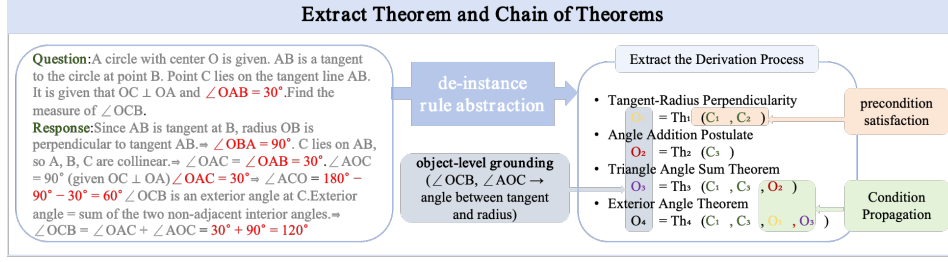 Extract Theorem and Chain of Theorems
Question:A circle with center O is given. AB is a tangent
to the circle at point B. Point C lies on the tangent line AB.
It is given that OC ⊥ OA and ∠OAB = 30°.Find the
measure of ∠OCB.
Response:Since AB is tangent at B, radius OB is
perpendicular to tangent AB.⇒ ∠OBA = 90°. C lies on AB,
so A, B, C are collinear.⇒ ∠OAC = ∠OAB = 30°.∠AOC
= 90° (given OC ⊥ OA)∠OAC = 30°⇒ ∠ACO = 180° −
90° − 30° = 60°∠OCB is an exterior angle at C.Exterior
angle = sum of the two non-adjacent interior angles.⇒
∠OCB = ∠OAC + ∠AOC = 30° + 90° = 120°
de-instance
rule abstraction
object-level grounding
(∠OCB, ∠AOC →
angle between tangent
and radius)
Extract the Derivation Process
• Tangent-Radius Perpendicularity
O₁ = Th₁ (C₁ , C₂ )
• Angle Addition Postulate
O₂ = Th₂ (C₃ )
• Triangle Angle Sum Theorem
O₃ = Th₃ (C₁ , C₃ , O₂ )
• Exterior Angle Theorem
O₄ = Th₄ (C₁ , C₃ , O₁ , O₃ )
precondition
satisfaction
Condition
Propagation